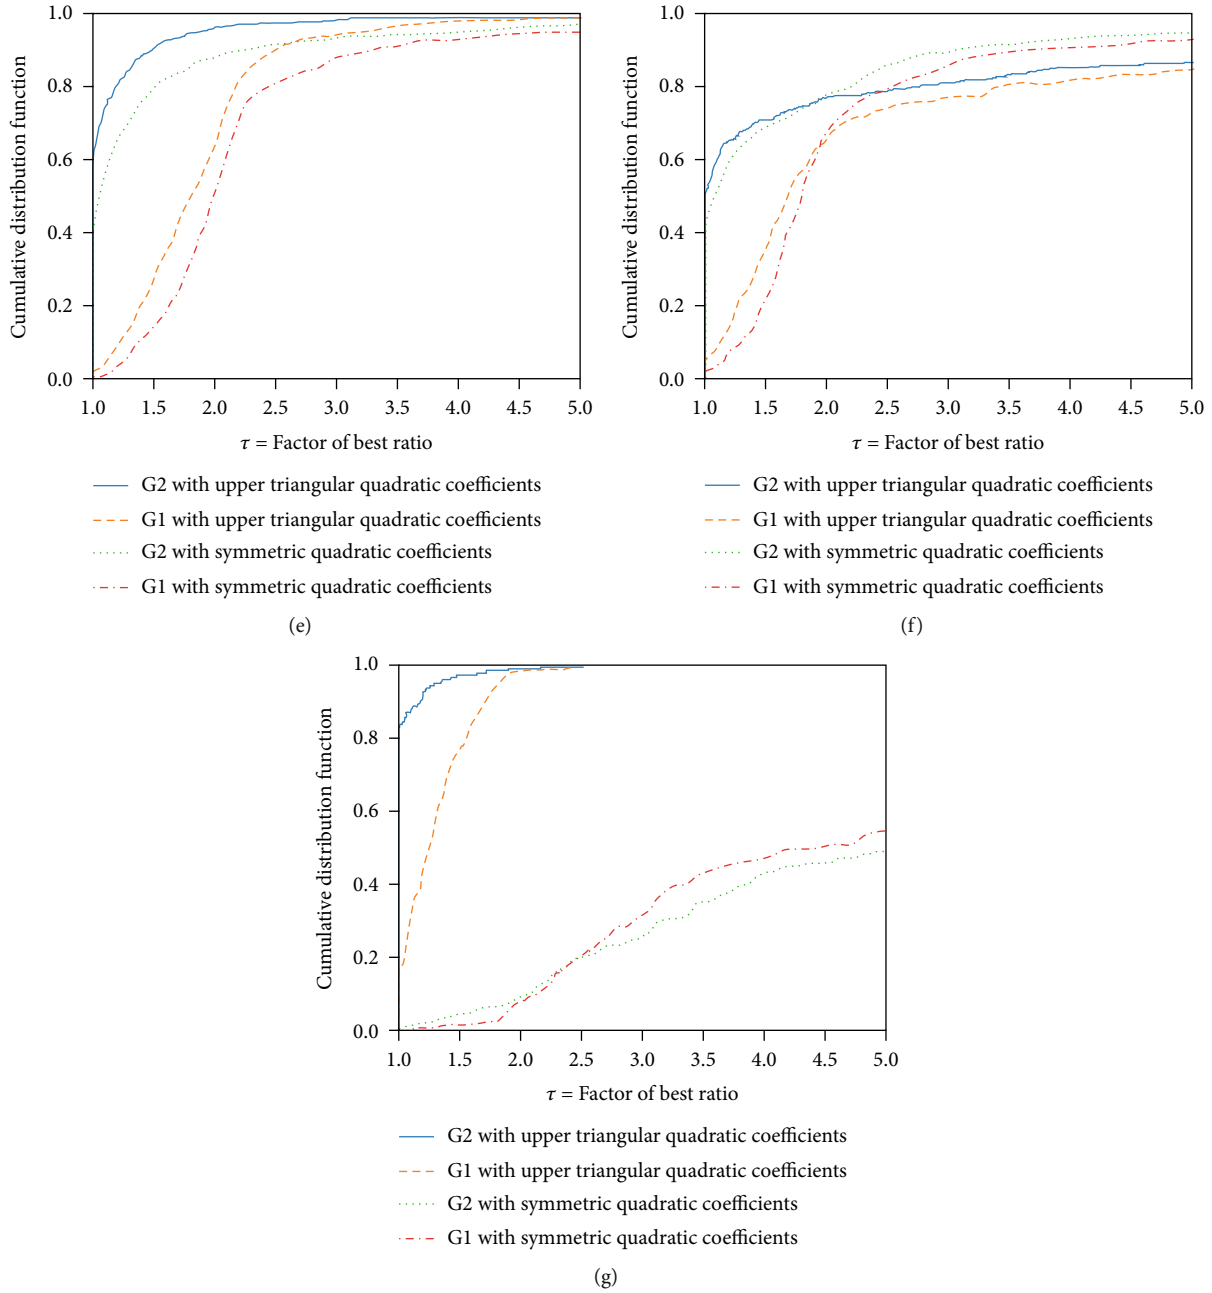 1.0
0.8
0.6
0.4
0.2
0.0
Cumulative distribution function
1.0 1.5 2.0 2.5 3.0 3.5 4.0 4.5 5.0
τ = Factor of best ratio
G2 with upper triangular quadratic coefficients
G1 with upper triangular quadratic coefficients
G2 with symmetric quadratic coefficients
G1 with symmetric quadratic coefficients
(e)
1.0
0.8
0.6
0.4
0.2
0.0
Cumulative distribution function
1.0 1.5 2.0 2.5 3.0 3.5 4.0 4.5 5.0
τ = Factor of best ratio
G2 with upper triangular quadratic coefficients
G1 with upper triangular quadratic coefficients
G2 with symmetric quadratic coefficients
G1 with symmetric quadratic coefficients
(f)
1.0
0.8
0.6
0.4
0.2
0.0
Cumulative distribution function
1.0 1.5 2.0 2.5 3.0 3.5 4.0 4.5 5.0
τ = Factor of best ratio
G2 with upper triangular quadratic coefficients
G1 with upper triangular quadratic coefficients
G2 with symmetric quadratic coefficients
G1 with symmetric quadratic coefficients
(g)